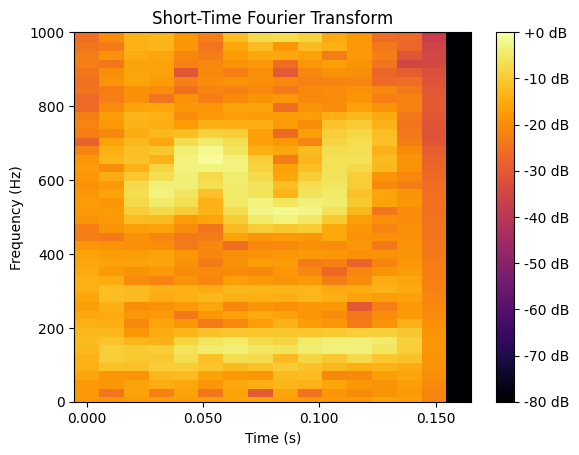 Short-Time Fourier Transform
1000
800
600
400
200
0
Frequency (Hz)
0.000 0.050 0.100 0.150
Time (s)
+0 dB
-10 dB
-20 dB
-30 dB
-40 dB
-50 dB
-60 dB
-70 dB
-80 dB